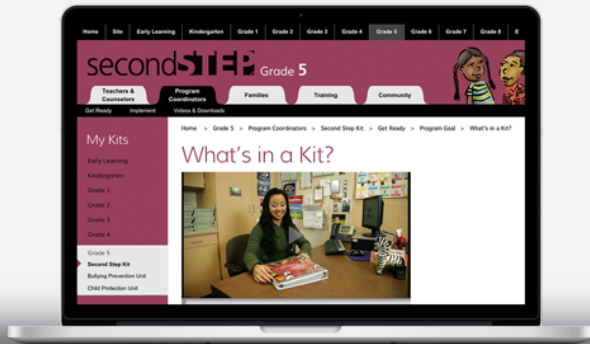 Home Site Early Learning Kindergarten Grade 1 Grade 2 Grade 3 Grade 4 Grade 5 Grade 6 Grade 7 Grade 8 E
secondSTEP Grade 5
Teachers & Counselors
Program Coordinators
Families
Training
Community
Get Ready Implement Videos & Downloads
Home > Grade 5 > Program Coordinators > Second Step Kit > Get Ready > Program Goal > What's in a Kit?
My Kits
Early Learning
Kindergarten
Grade 1
Grade 2
Grade 3
Grade 4
Grade 5
Second Step Kit
Bullying Prevention Unit
Child Protection Unit
What's in a Kit?